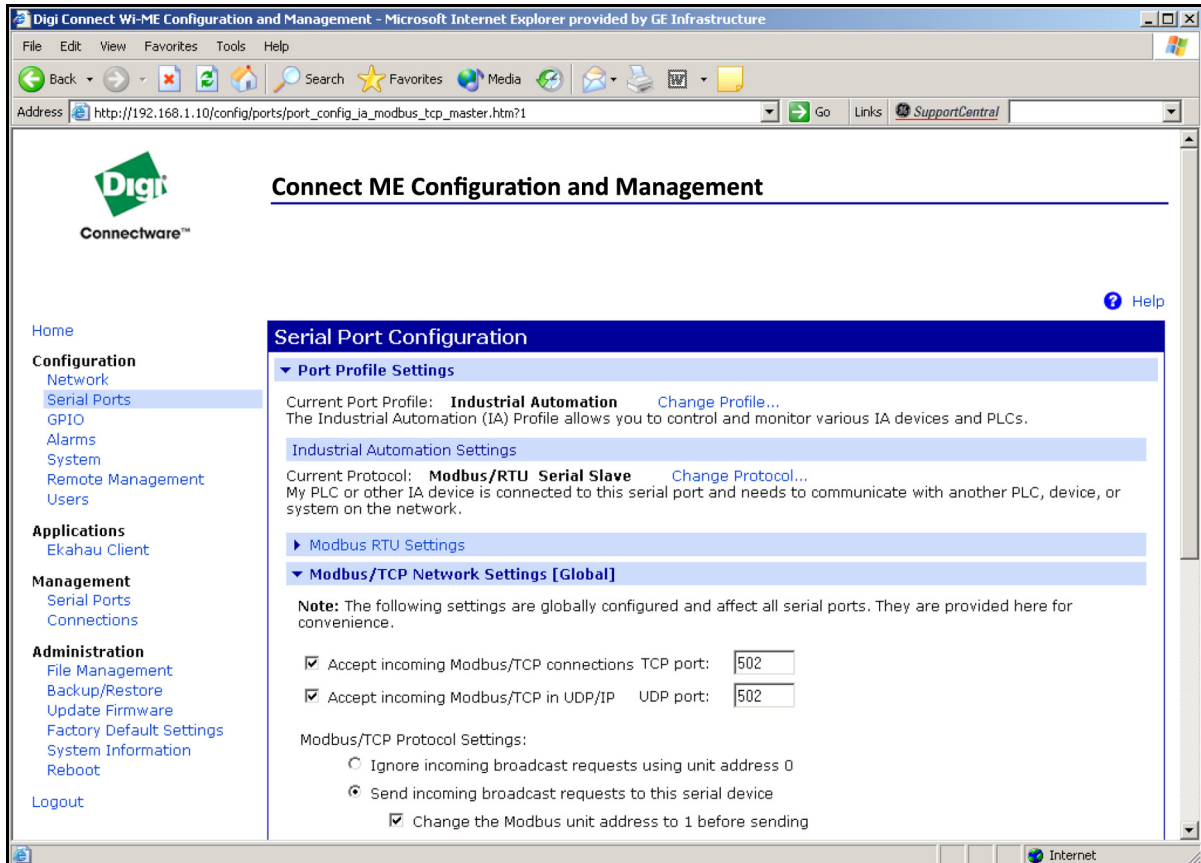 Digi Connect Wi-ME Configuration and Management - Microsoft Internet Explorer provided by GE Infrastructure
File Edit View Favorites Tools Help
Back Search Favorites Media
Address http://192.168.1.10/config/ports/port_config_ia_modbus_tcp_master.htm?1 Go Links SupportCentral
Digi
Connectware™
Connect ME Configuration and Management
? Help
Home
Configuration
Network
Serial Ports
GPIO
Alarms
System
Remote Management
Users
Applications
Ekahau Client
Management
Serial Ports
Connections
Administration
File Management
Backup/Restore
Update Firmware
Factory Default Settings
System Information
Reboot
Logout
Serial Port Configuration
Port Profile Settings
Current Port Profile: Industrial Automation Change Profile...
The Industrial Automation (IA) Profile allows you to control and monitor various IA devices and PLCs.
Industrial Automation Settings
Current Protocol: Modbus/RTU Serial Slave Change Protocol...
My PLC or other IA device is connected to this serial port and needs to communicate with another PLC, device, or
system on the network.
Modbus RTU Settings
Modbus/TCP Network Settings [Global]
Note: The following settings are globally configured and affect all serial ports. They are provided here for
convenience.
Accept incoming Modbus/TCP connections TCP port: 502
Accept incoming Modbus/TCP in UDP/IP UDP port: 502
Modbus/TCP Protocol Settings:
Ignore incoming broadcast requests using unit address 0
Send incoming broadcast requests to this serial device
Change the Modbus unit address to 1 before sending
Internet